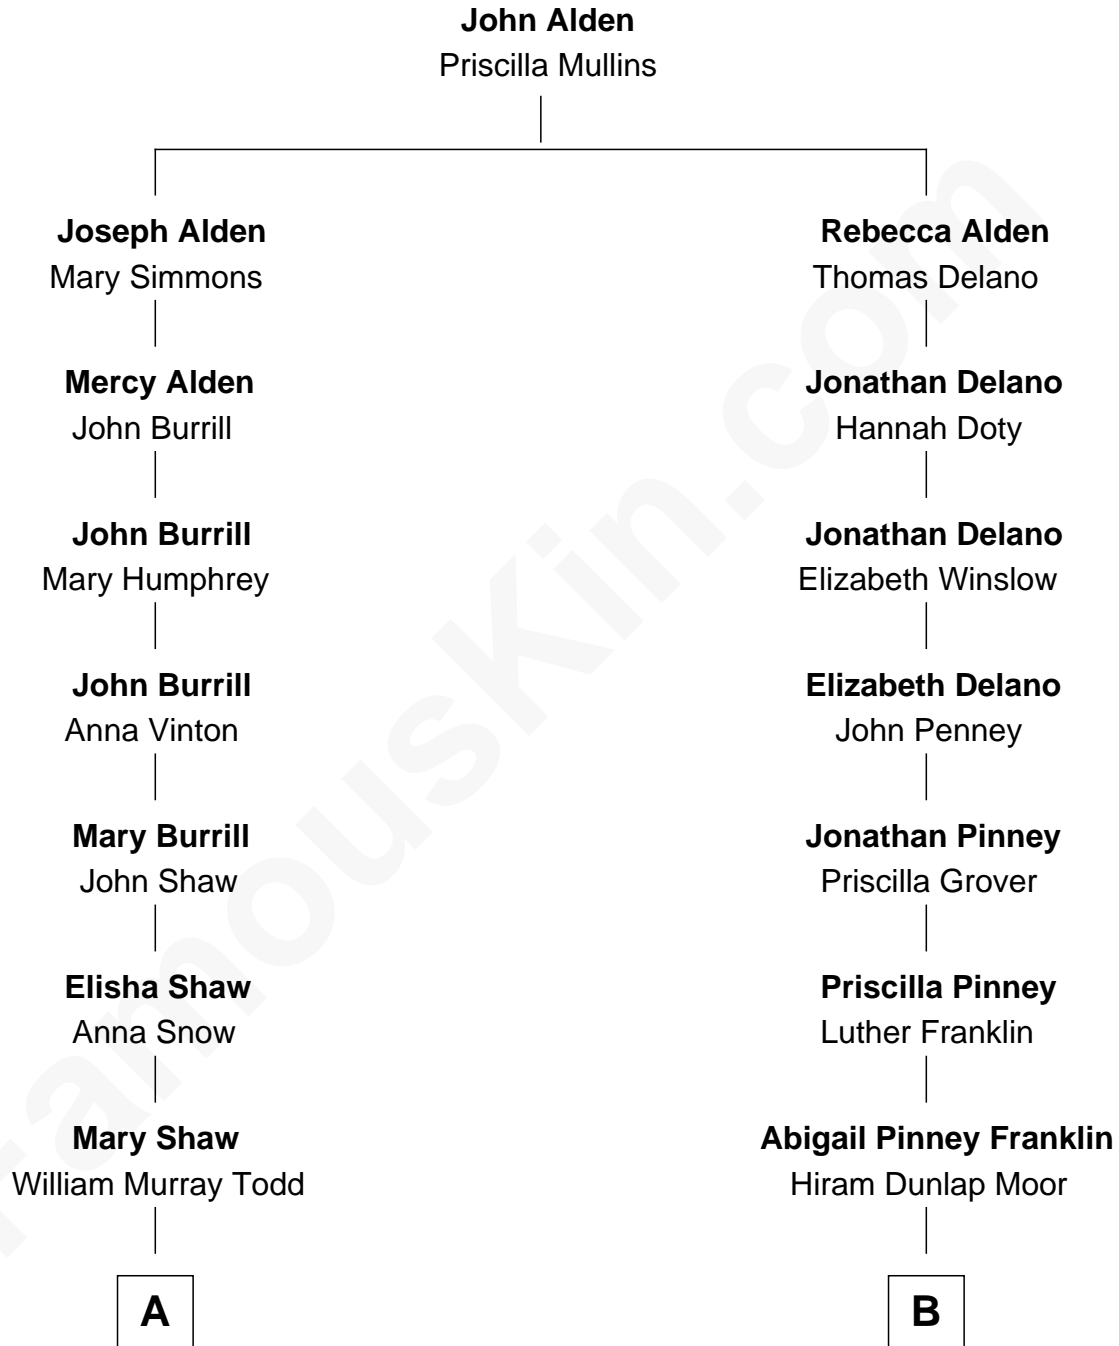 John Alden
Priscilla Mullins
Joseph Alden
Mary Simmons
Rebecca Alden
Thomas Delano
Mercy Alden
John Burrill
Jonathan Delano
Hannah Doty
John Burrill
Mary Humphrey
Jonathan Delano
Elizabeth Winslow
John Burrill
Anna Vinton
Elizabeth Delano
John Penney
Mary Burrill
John Shaw
Jonathan Pinney
Priscilla Grover
Elisha Shaw
Anna Snow
Priscilla Pinney
Luther Franklin
Mary Shaw
William Murray Todd
Abigail Pinney Franklin
Hiram Dunlap Moor
A
B
FamousKin.com